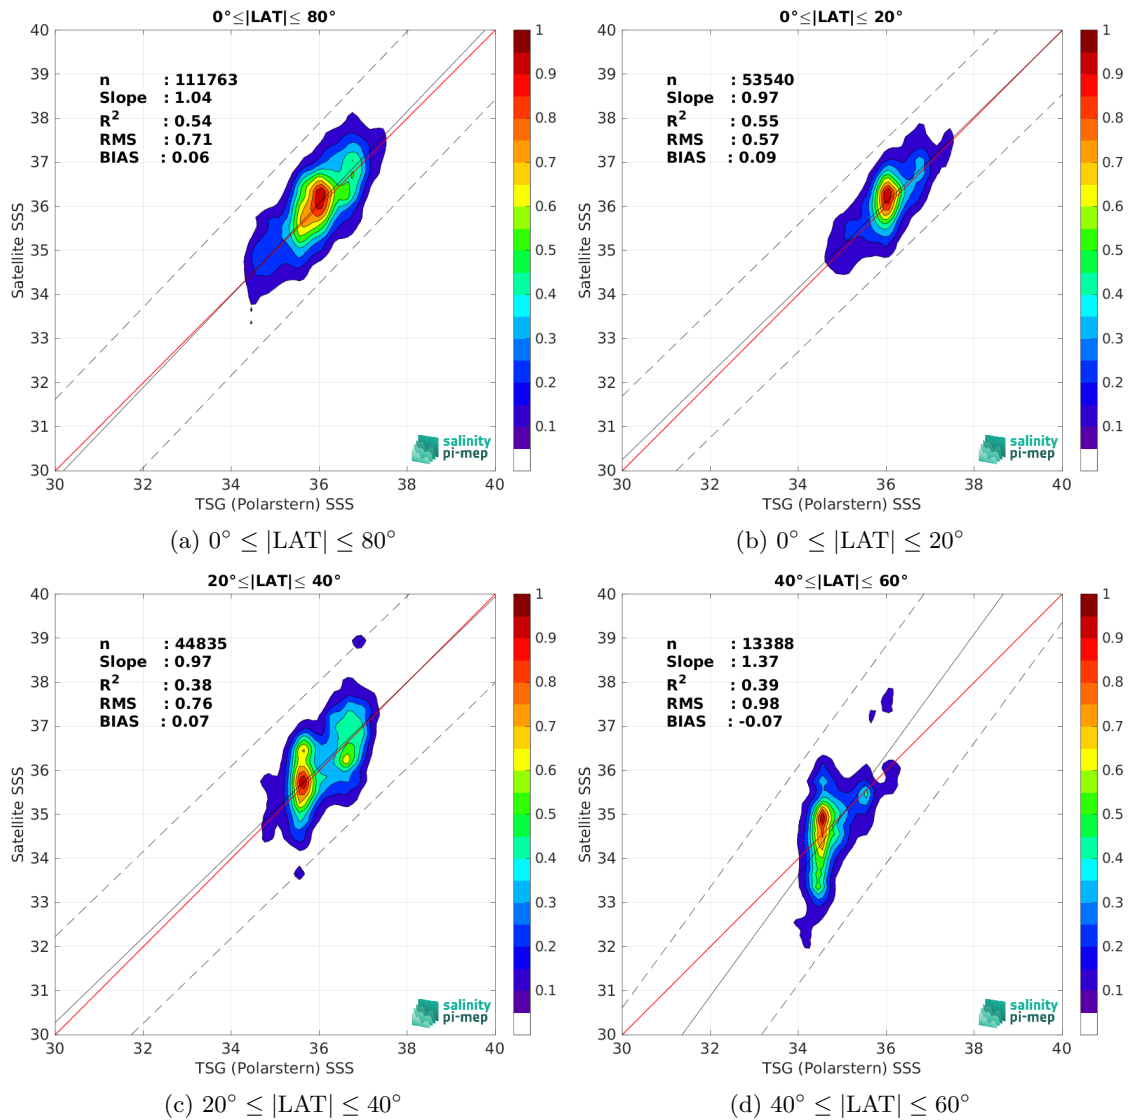 0°≤|LAT|≤ 80°
n : 111763
Slope : 1.04
R2 : 0.54
RMS : 0.71
BIAS : 0.06
Satellite SSS
40
39
38
37
36
35
34
33
32
31
30
30 32 34 36 38 40
TSG (Polarstern) SSS
1
0.9
0.8
0.7
0.6
0.5
0.4
0.3
0.2
0.1
salinity
pi-mep
(a) 0° ≤ |LAT| ≤ 80°
0°≤|LAT|≤ 20°
n : 53540
Slope : 0.97
R2 : 0.55
RMS : 0.57
BIAS : 0.09
Satellite SSS
40
39
38
37
36
35
34
33
32
31
30
30 32 34 36 38 40
TSG (Polarstern) SSS
1
0.9
0.8
0.7
0.6
0.5
0.4
0.3
0.2
0.1
salinity
pi-mep
(b) 0° ≤ |LAT| ≤ 20°
20°≤|LAT|≤ 40°
n : 44835
Slope : 0.97
R2 : 0.38
RMS : 0.76
BIAS : 0.07
Satellite SSS
40
39
38
37
36
35
34
33
32
31
30
30 32 34 36 38 40
TSG (Polarstern) SSS
1
0.9
0.8
0.7
0.6
0.5
0.4
0.3
0.2
0.1
salinity
pi-mep
(c) 20° ≤ |LAT| ≤ 40°
40°≤|LAT|≤ 60°
n : 13388
Slope : 1.37
R2 : 0.39
RMS : 0.98
BIAS : -0.07
Satellite SSS
40
39
38
37
36
35
34
33
32
31
30
30 32 34 36 38 40
TSG (Polarstern) SSS
1
0.9
0.8
0.7
0.6
0.5
0.4
0.3
0.2
0.1
salinity
pi-mep
(d) 40° ≤ |LAT| ≤ 60°